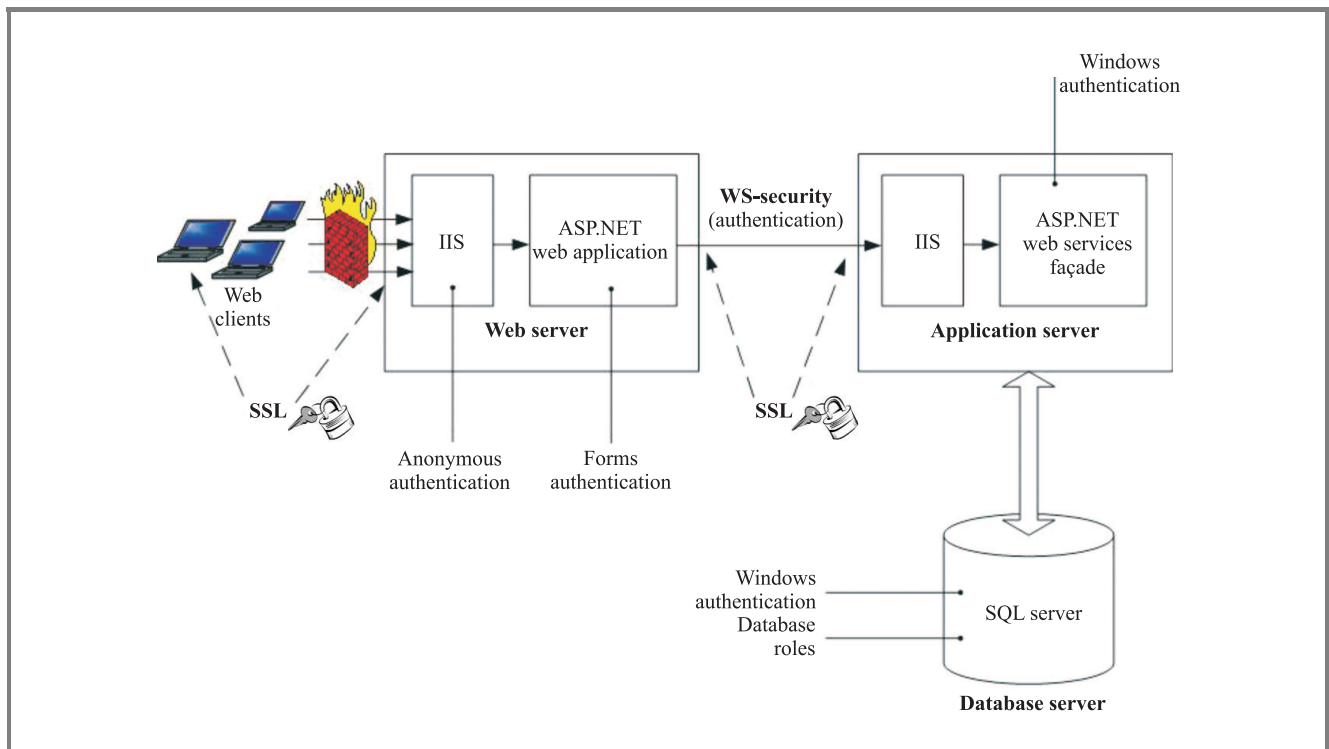 Windows
authentication
WS-security
(authentication)
IIS
ASP.NET
web application
IIS
ASP.NET
web services
façade
Web
clients
Web server
Application server
SSL
SSL
Anonymous
authentication
Forms
authentication
Windows
authentication
Database
roles
SQL server
Database server